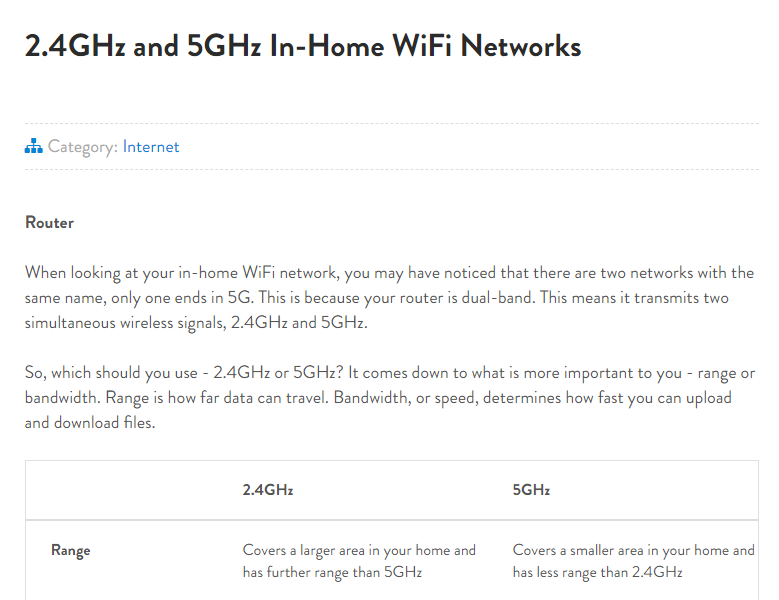 2.4GHz and 5GHz In-Home WiFi Networks
Category: Internet
Router
When looking at your in-home WiFi network, you may have noticed that there are two networks with the
same name, only one ends in 5G. This is because your router is dual-band. This means it transmits two
simultaneous wireless signals, 2.4GHz and 5GHz.
So, which should you use - 2.4GHz or 5GHz? It comes down to what is more important to you - range or
bandwidth. Range is how far data can travel. Bandwidth, or speed, determines how fast you can upload
and download files.
2.4GHz 5GHz
Range Covers a larger area in your home and Covers a smaller area in your home and
has further range than 5GHz has less range than 2.4GHz